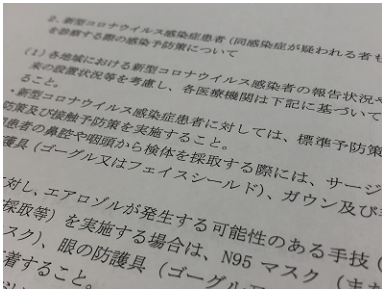 2、新型コロナウイルス感染症患者（同感染症が疑われる者も
を診察する際の感染予防策について
(1) 各地域における新型コロナウイルス感染者の報告状況や
来の設置状況等を考慮し、各医療機関は下記に基づいて
ること。
・新型コロナウイルス感染症患者に対しては、標準予防策
防策及び接触予防策を実施すること。
同患者の鼻腔や咽頭から検体を採取する際には、サージ
護具（ゴーグル又はフェイスシールド）、ガウン及び手
対し、エアロゾルが発生する可能性のある手技（
採取等）を実施する場合は、N95 マスク（また
スク）、眼の防護具（ゴーグル又
着すること。